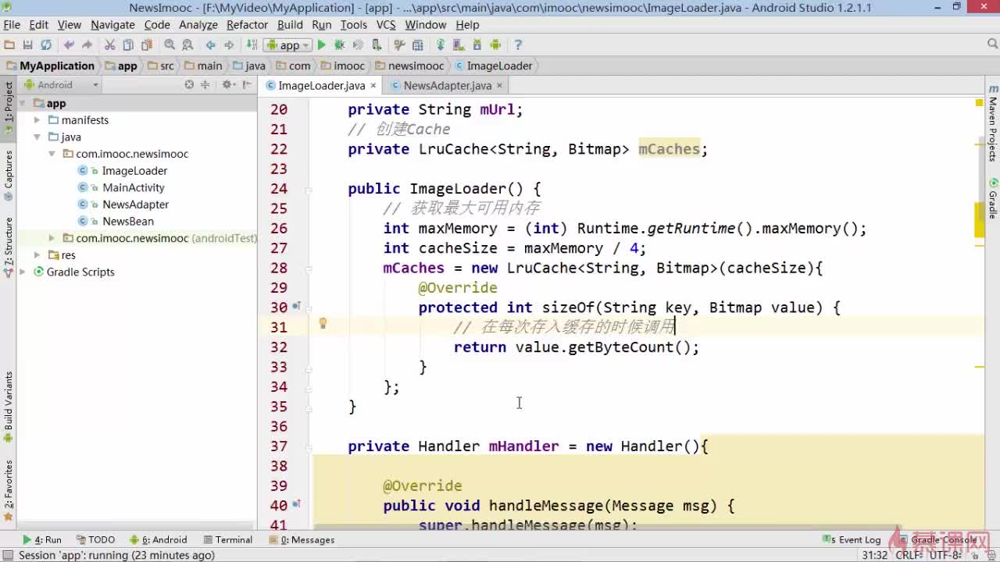 NewsImooc - [F:\MyVideo\MyApplication] - [app] - ...\app\src\main\java\com\imooc\newsimooc\ImageLoader.java - Android Studio 1.2.1.1
File Edit View Navigate Code Analyze Refactor Build Run Tools VCS Window Help
app
MyApplication app src main java com imooc newsimooc ImageLoader
Android
ImageLoader.java NewsAdapter.java
1: Project
Captures
7: Structure
Build Variants
2: Favorites
app
manifests
java
com.imooc.newsimooc
ImageLoader
MainActivity
NewsAdapter
NewsBean
com.imooc.newsimooc (androidTest)
res
Gradle Scripts
20 private String mUrl;
21 // 创建Cache
22 private LruCache<String, Bitmap> mCaches;
23
24 public ImageLoader() {
25 // 获取最大可用内存
26 int maxMemory = (int) Runtime.getRuntime().maxMemory();
27 int cacheSize = maxMemory / 4;
28 mCaches = new LruCache<String, Bitmap>(cacheSize){
29 @Override
30 protected int sizeOf(String key, Bitmap value) {
31 // 在每次存入缓存的时候调用
32 return value.getByteCount();
33 }
34 };
35 }
36
37 private Handler mHandler = new Handler(){
38
39 @Override
40 public void handleMessage(Message msg) {
41 super.handleMessage(msg);
Maven Projects
Gradle
4: Run TODO 6: Android Terminal 0: Messages Event Log Gradle Console
Session 'app': running (23 minutes ago) 31:32 CRLF UTF-8
慕课网